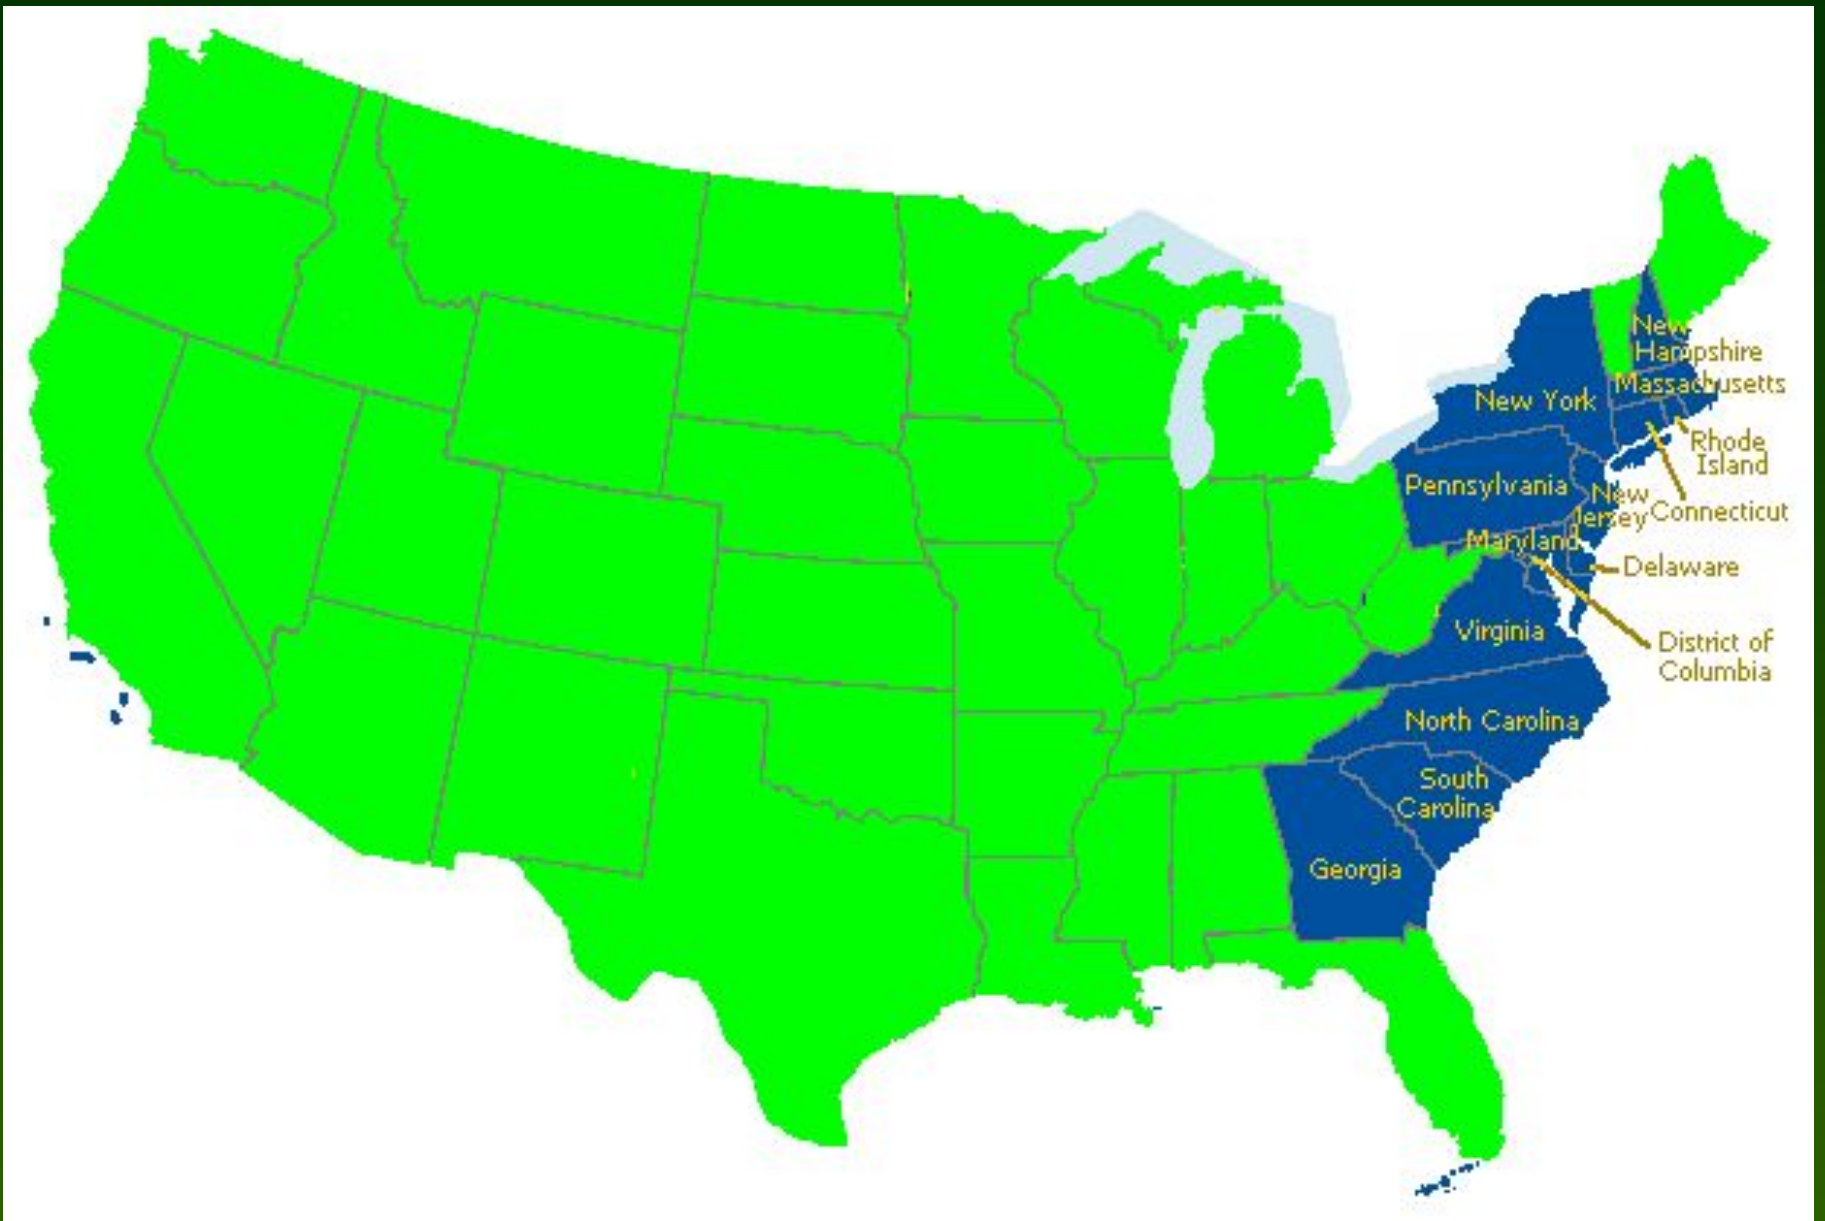 New
Hampshire
Massachusetts
New York
Rhode
Island
Pennsylvania
New
Jersey
Connecticut
Maryland
Delaware
Virginia
District of
Columbia
North Carolina
South
Carolina
Georgia